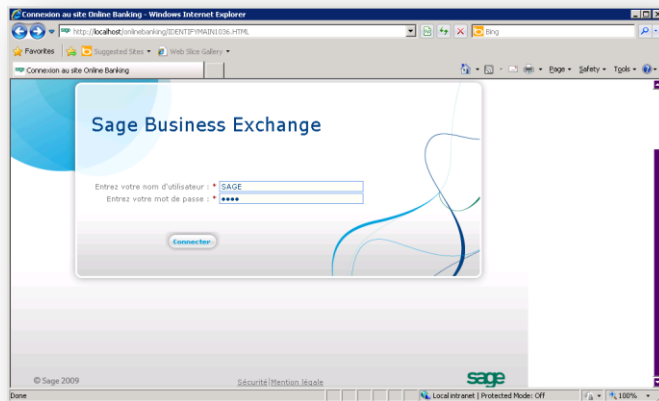 Connexion au site Online Banking - Windows Internet Explorer
http://localhost/onlinebanking/IDENTIFYMAIN1036.HTML
Bing
Favorites Suggested Sites Web Slice Gallery
Connexion au site Online Banking
Page Safety Tools
Sage Business Exchange
Entrez votre nom d'utilisateur : * SAGE
Entrez votre mot de passe : * ••••
Connecter
© Sage 2009
Sécurité|Mention légale
sage
Done
Local intranet | Protected Mode: Off
100%